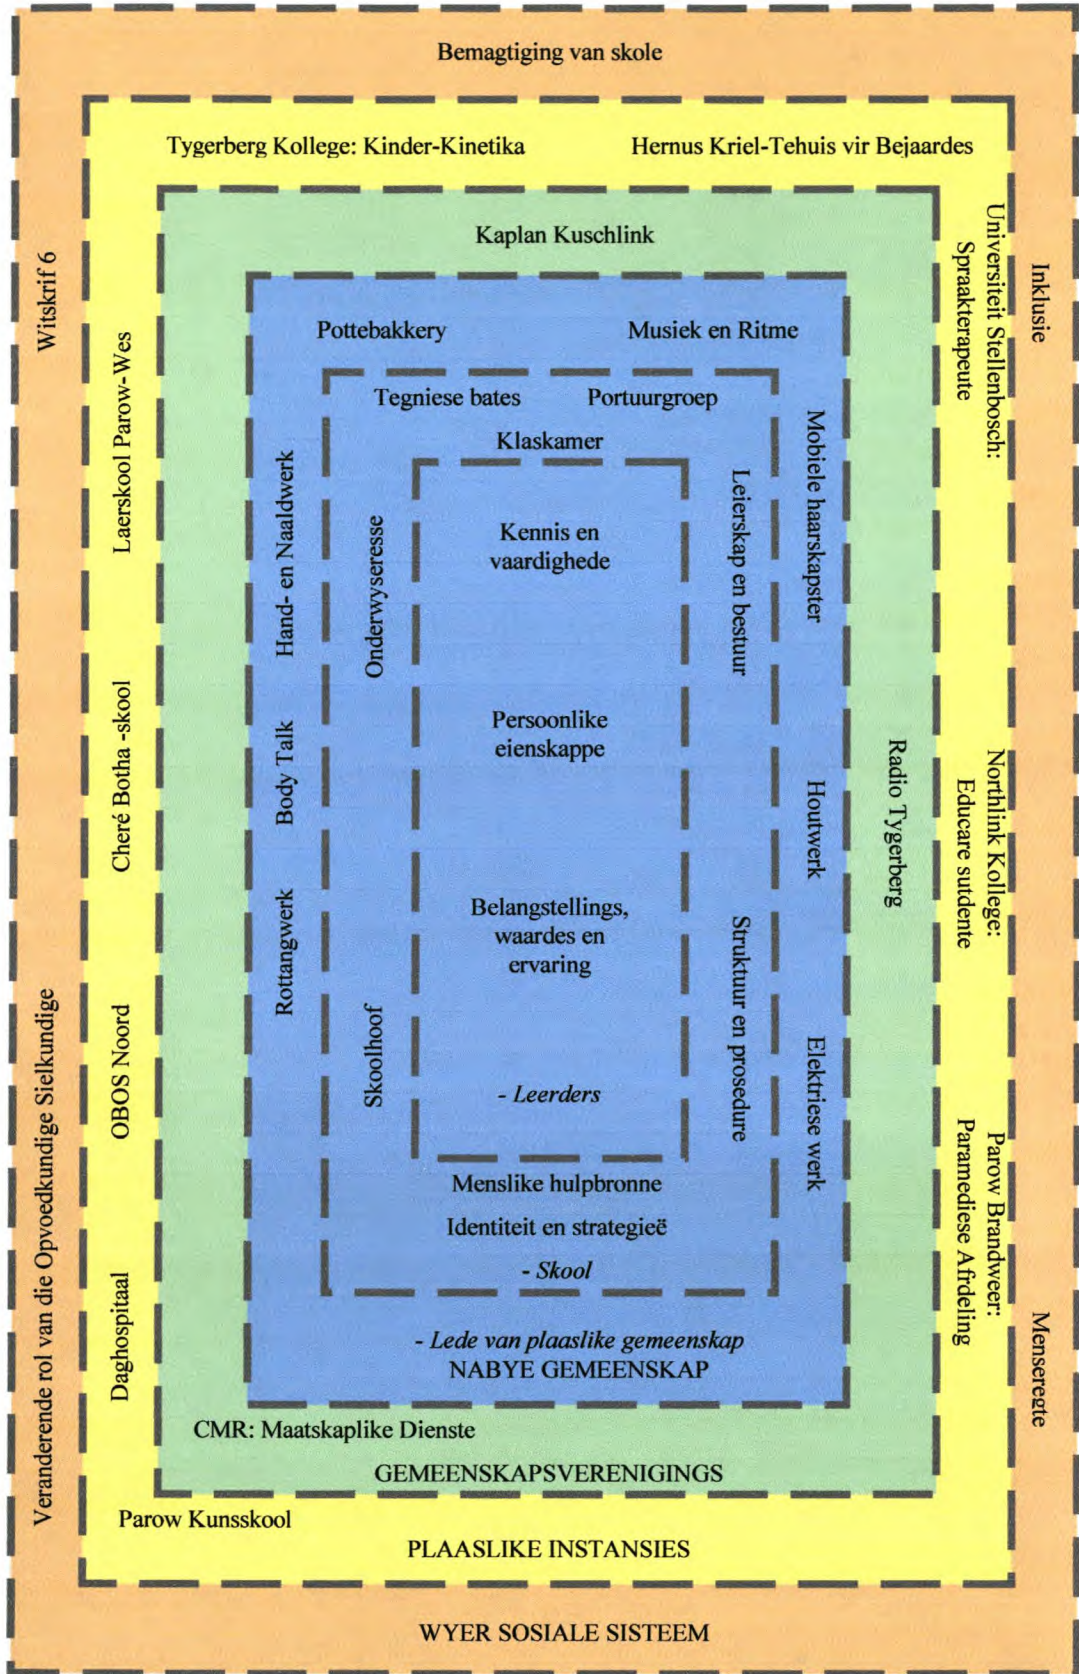 Bemagtiging van skole
Tygerberg Kollege: Kinder-Kinetika
Hernus Kriel-Tehuis vir Bejaardes
Kaplan Kuschlink
Pottebakkery
Musiek en Ritme
Tegniese bates
Portuurgroep
Klaskamer
Kennis en
vaardighede
Persoonlike
eienskappe
Belangstellings,
waardes en
ervaring
- Leerders
Onderwyseresse
Skoolhoof
Leierskap en bestuur
Struktuur en prosedure
Menslike hulpbronne
Identiteit en strategieë
- Skool
Hand- en Naaldwerk
Body Talk
Rottangwerk
Mobiele haarskapster
Houtwerk
Elektriese werk
- Lede van plaaslike gemeenskap
NABYE GEMEENSKAP
Radio Tygerberg
CMR: Maatskaplike Dienste
GEMEENSKAPSVERENIGINGS
Laerskool Parow-Wes
Cheré Botha -skool
OBOS Noord
Daghospitaal
Universiteit Stellenbosch:
Spraakterapeute
Northlink Kollege:
Educare sutdente
Parow Brandweer:
Paramediese Afrdeling
Parow Kunsskool
PLAASLIKE INSTANSIES
Witskrif 6
Veranderende rol van die Opvoedkundige Sielkundige
Inklusie
Menseregte
WYER SOSIALE SISTEEM